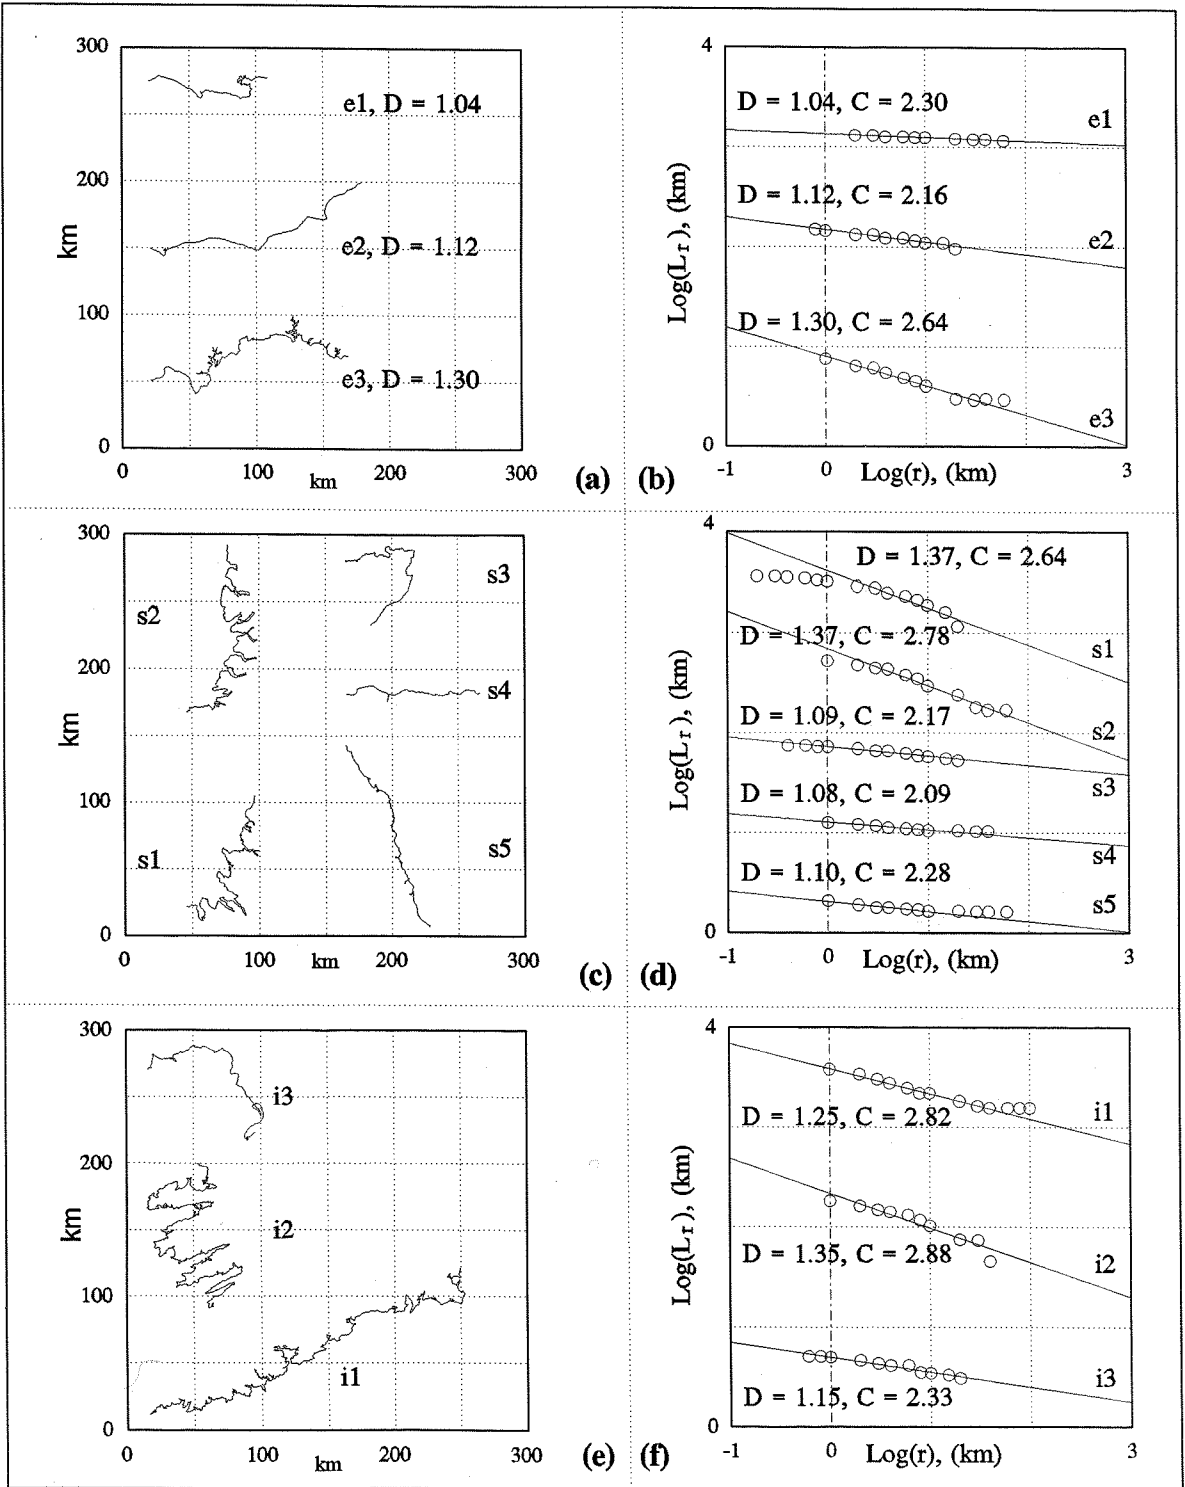 300
200
100
0
km
0
100
km
200
300
e1, D = 1.04
e2, D = 1.12
e3, D = 1.30
(a)
4
0
Log(Lr), (km)
-1
0
Log(r), (km)
3
D = 1.04, C = 2.30
e1
D = 1.12, C = 2.16
e2
D = 1.30, C = 2.64
e3
(b)
300
200
100
0
km
0
100
km
200
300
s2
s3
s4
s1
s5
(c)
4
0
Log(Lr), (km)
-1
0
Log(r), (km)
3
D = 1.37, C = 2.64
s1
D = 1.37, C = 2.78
s2
D = 1.09, C = 2.17
s3
D = 1.08, C = 2.09
s4
D = 1.10, C = 2.28
s5
(d)
300
200
100
0
km
0
100
km
200
300
i3
i2
i1
(e)
4
0
Log(Lr), (km)
-1
0
Log(r), (km)
3
D = 1.25, C = 2.82
i1
D = 1.35, C = 2.88
i2
D = 1.15, C = 2.33
i3
(f)